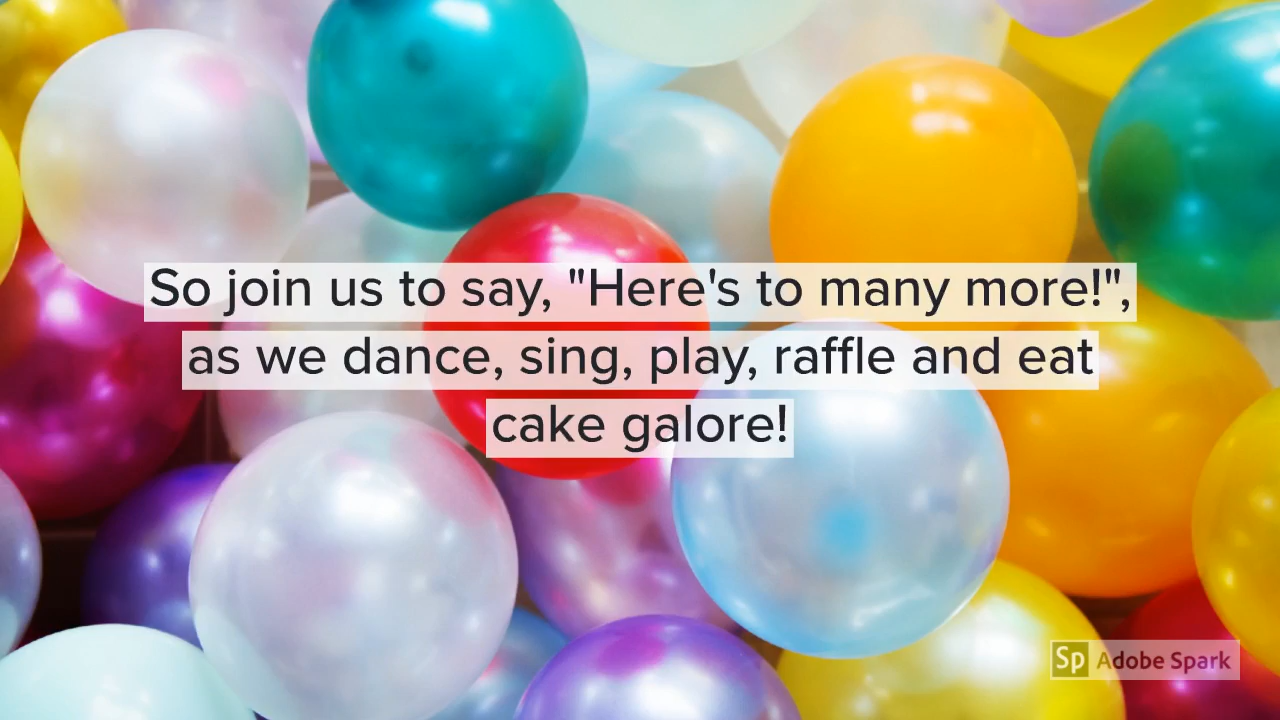 So join us to say, "Here's to many more!",
as we dance, sing, play, raffle and eat
cake galore!
Sp Adobe Spark